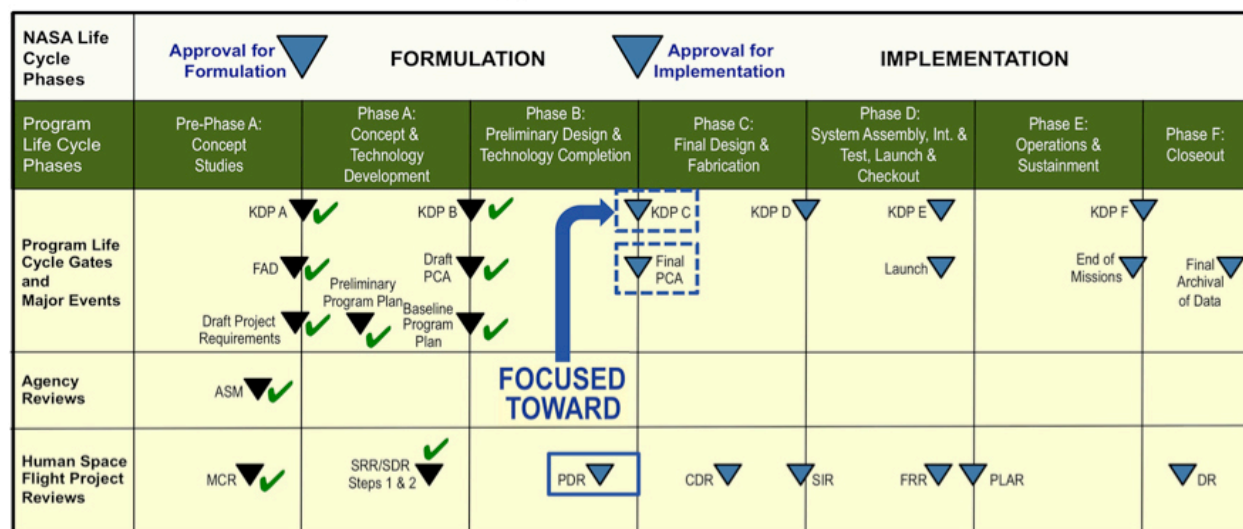 NASA Life
Cycle
Phases
Approval for
Formulation
FORMULATION
Approval for
Implementation
IMPLEMENTATION
Program
Life Cycle
Phases
Pre-Phase A:
Concept
Studies
Phase A:
Concept &
Technology
Development
Phase B:
Preliminary Design &
Technology Completion
Phase C:
Final Design &
Fabrication
Phase D:
System Assembly, Int. &
Test, Launch &
Checkout
Phase E:
Operations &
Sustainment
Phase F:
Closeout
Program Life
Cycle Gates
and
Major Events
KDP A
KDP B
KDP C
KDP D
KDP E
KDP F
FAD
Draft
PCA
Final
PCA
Launch
End of
Missions
Final
Archival
of Data
Draft Project
Requirements
Preliminary
Program Plan
Baseline
Program
Plan
FOCUSED
TOWARD
Agency
Reviews
ASM
Human Space
Flight Project
Reviews
MCR
SRR/SDR
Steps 1 & 2
PDR
CDR
SIR
FRR
PLAR
DR